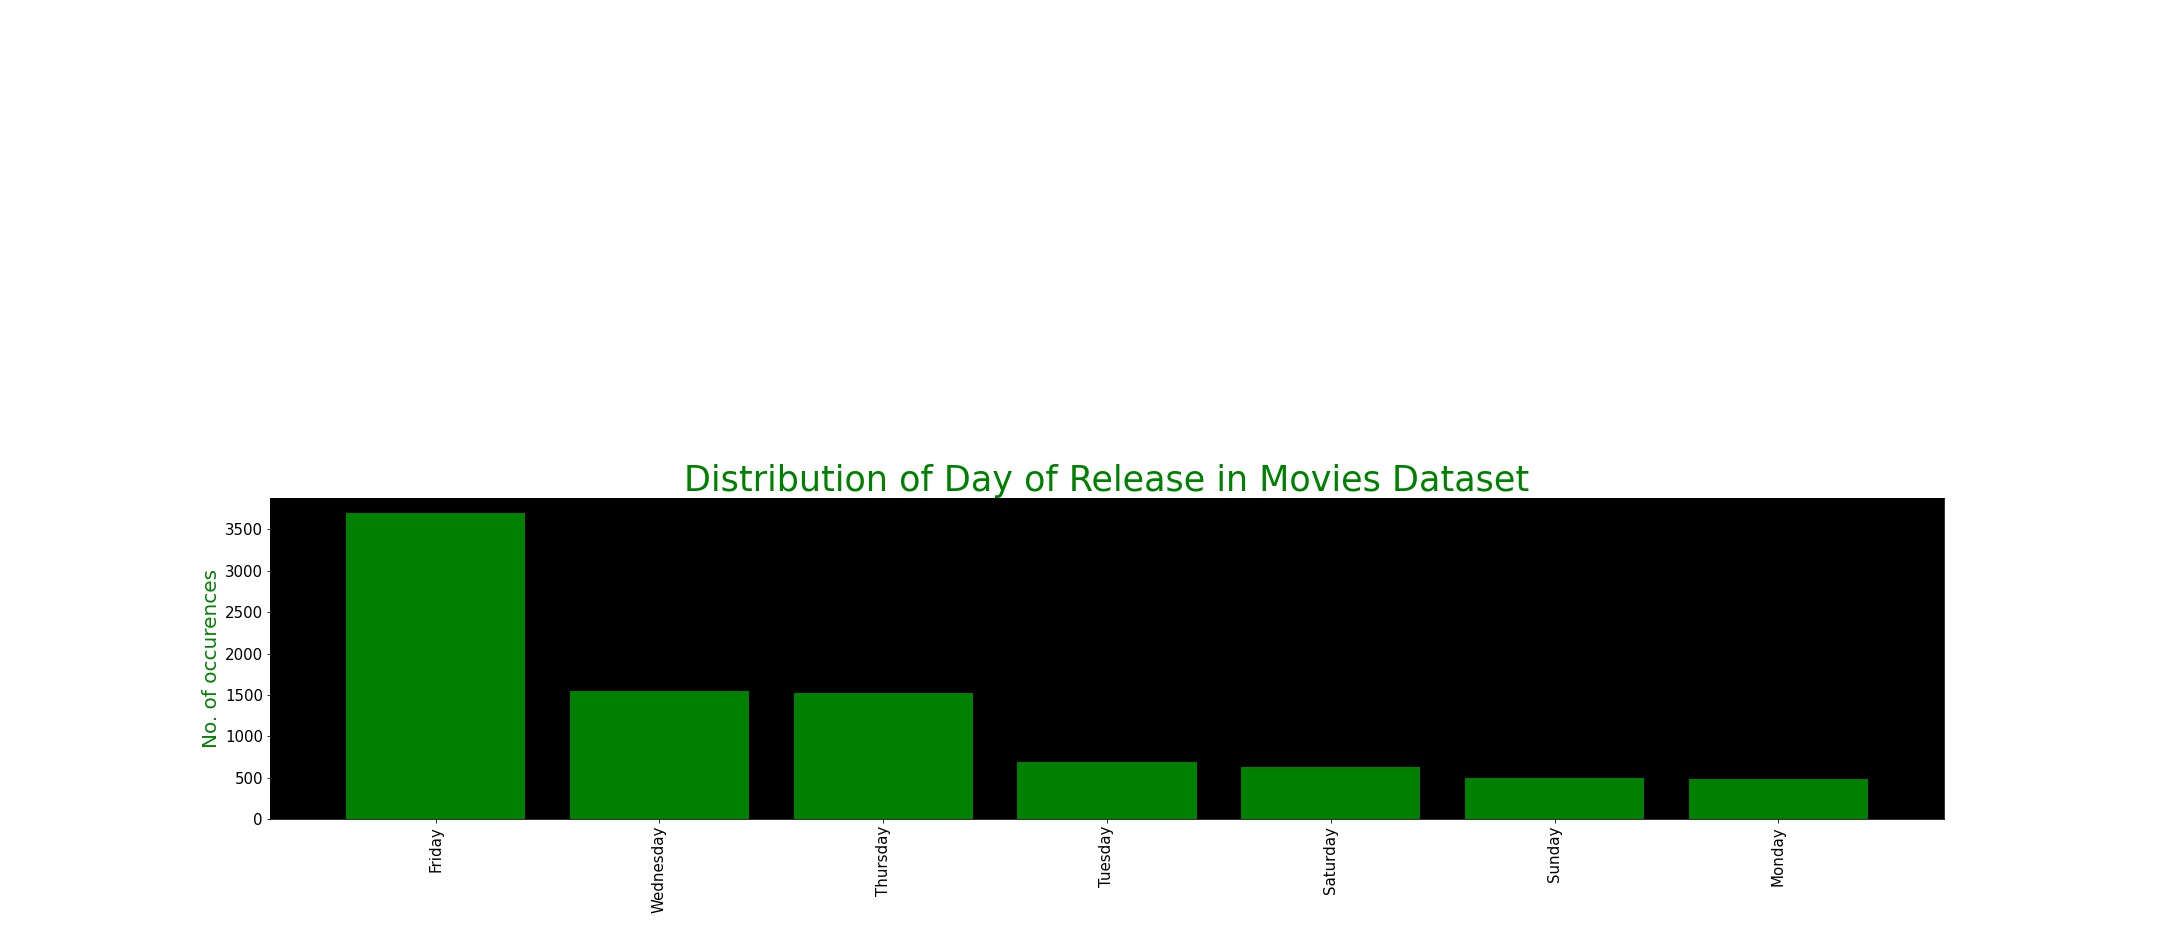 Distribution of Day of Release in Movies Dataset
No. of occurences
3500
3000
2500
2000
1500
1000
500
0
Friday
Wednesday
Thursday
Tuesday
Saturday
Sunday
Monday